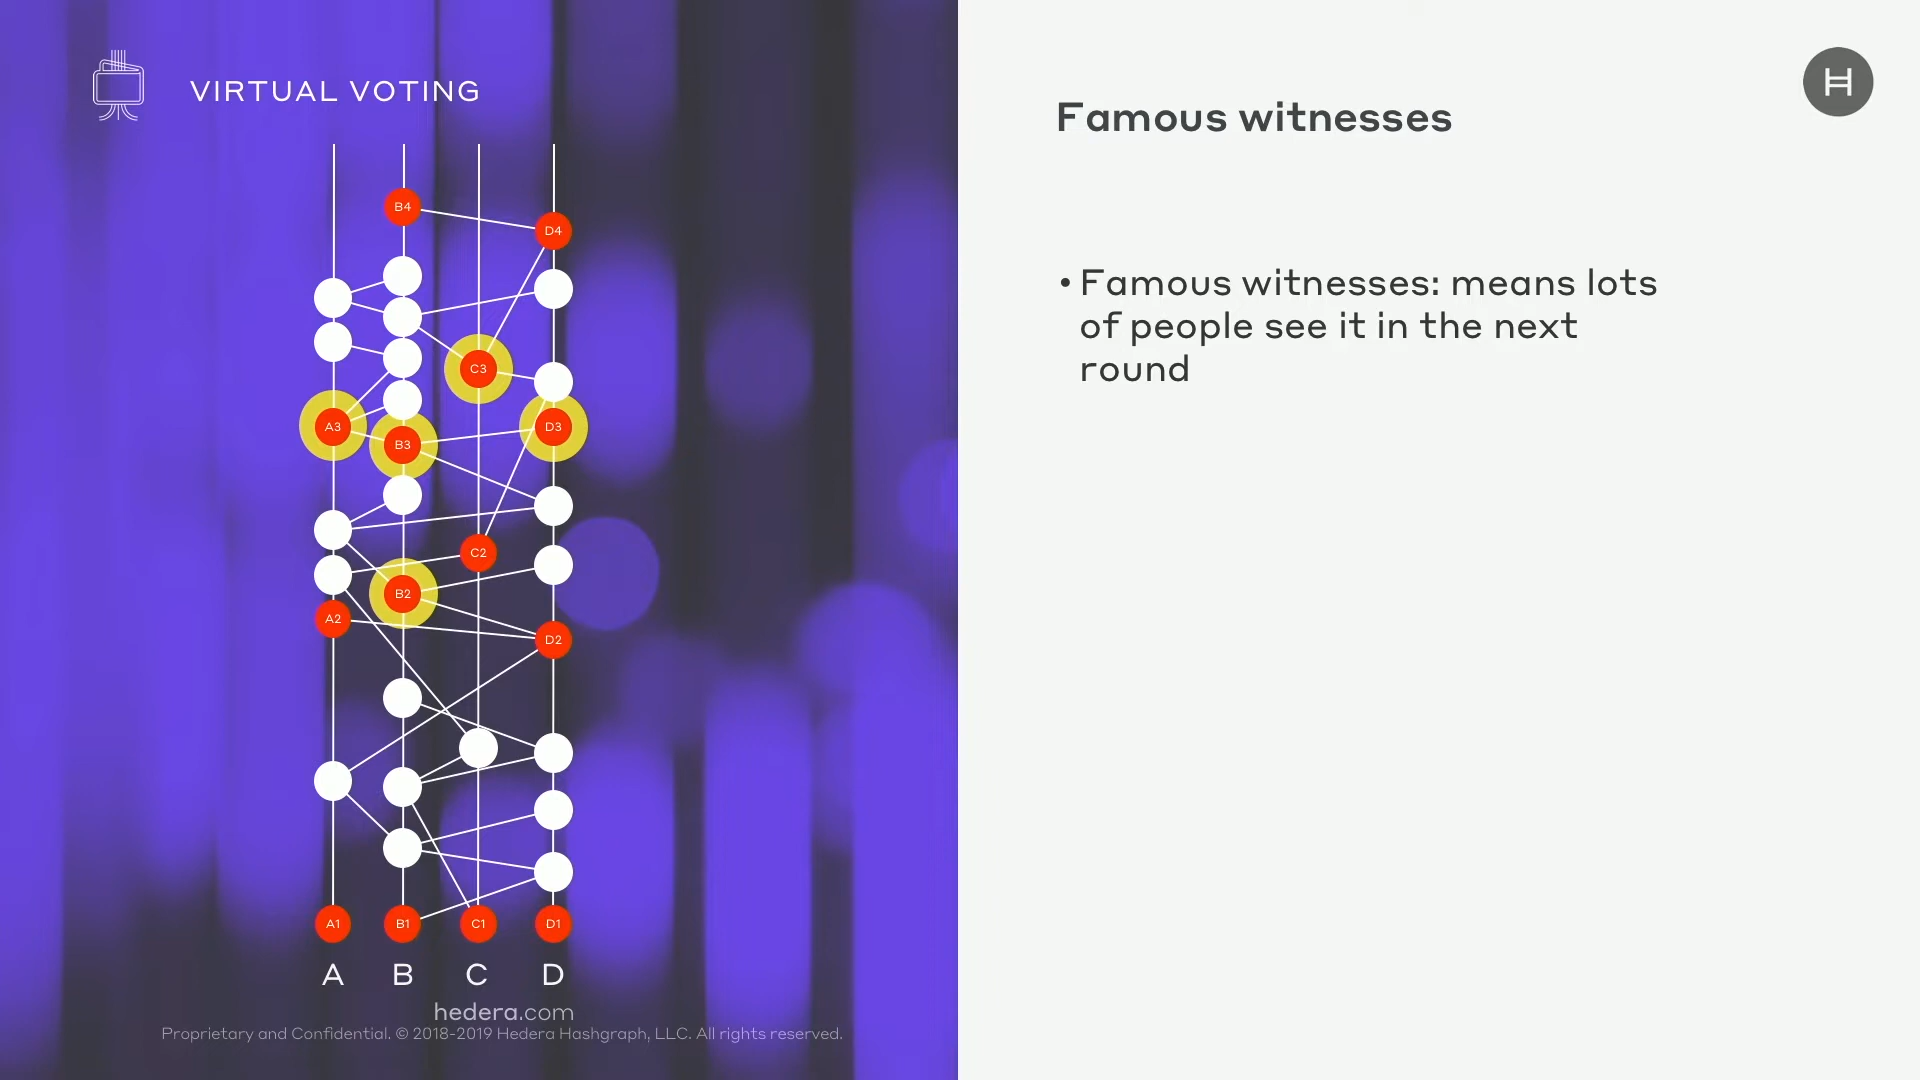 VIRTUAL VOTING
B4
D4
C3
A3
B3
D3
C2
B2
A2
D2
A1
B1
C1
D1
A
B
C
D
hedera.com
Proprietary and Confidential. © 2018-2019 Hedera Hashgraph, LLC. All rights reserved.
H
Famous witnesses
• Famous witnesses: means lots
of people see it in the next
round